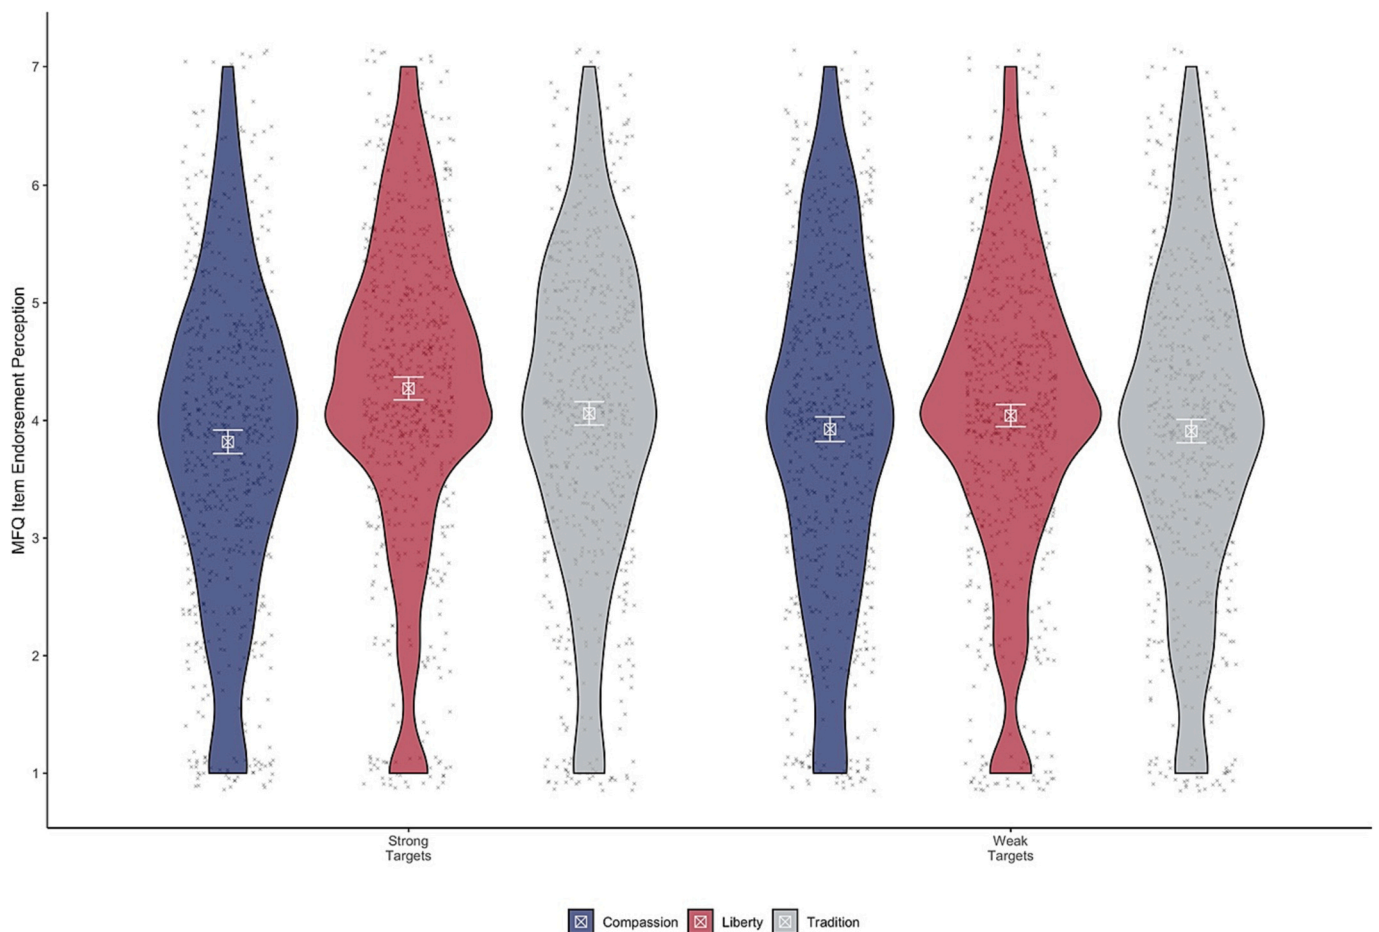 MFQ Item Endorsement Perception
7
6
5
4
3
2
1
Strong
Targets
Weak
Targets
Compassion
Liberty
Tradition